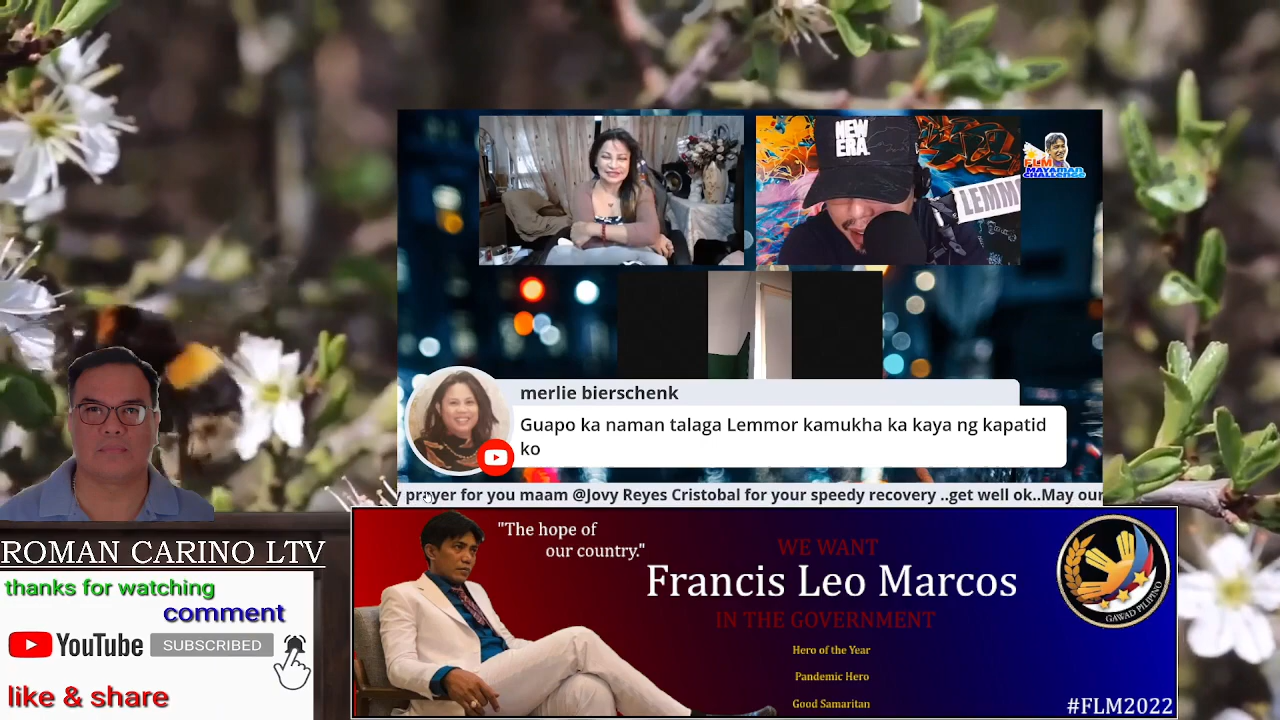 NEW
ERA
LEMM
FLM
MAYAMAN
CHALLENGE
merlie bierschenk
Guapo ka naman talaga Lemmor kamukha ka kaya ng kapatid
ko
y prayer for you maam @Jovy Reyes Cristobal for your speedy recovery ..get well ok..May our
"The hope of
our country."
WE WANT
Francis Leo Marcos
IN THE GOVERNMENT
Hero of the Year
Pandemic Hero
Good Samaritan
GAWAD PILIPINO
#FLM2022
ROMAN CARINO LTV
thanks for watching
comment
YouTube SUBSCRIBED
like & share